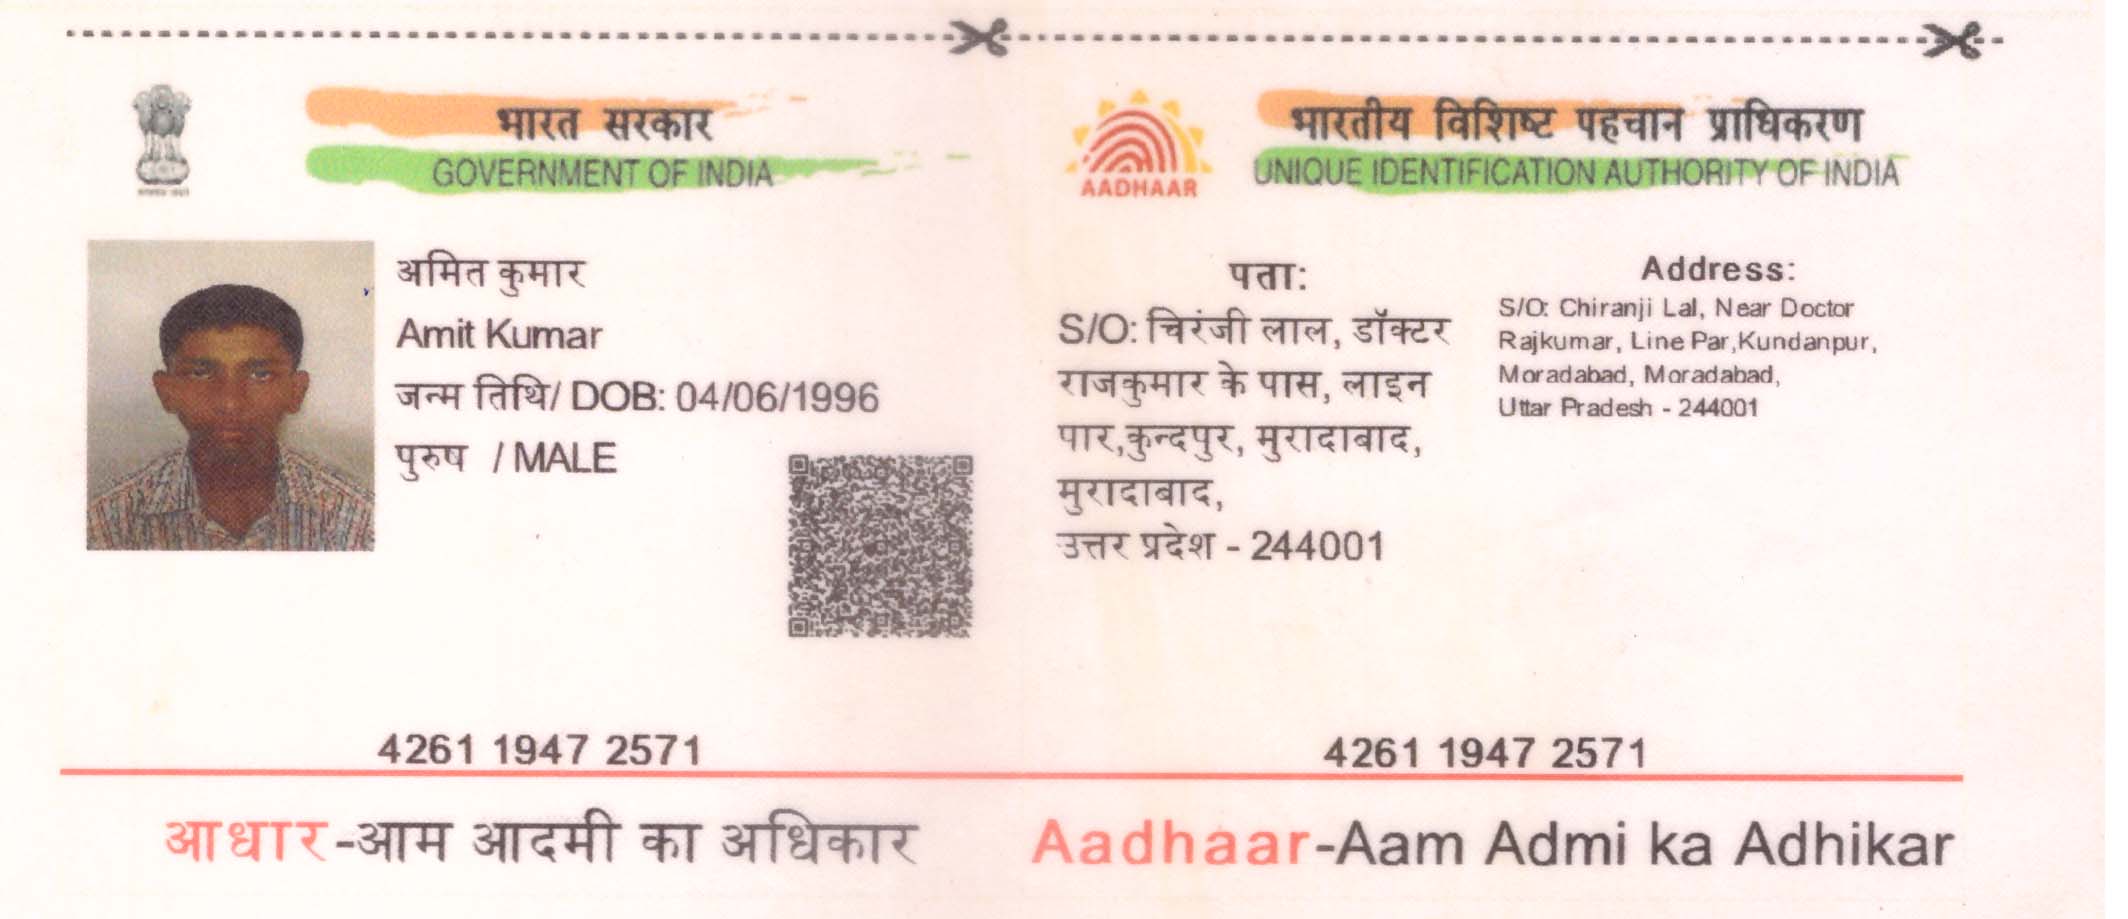 भारत सरकार
GOVERNMENT OF INDIA
अमित कुमार
Amit Kumar
जन्म तिथि/ DOB: 04/06/1996
पुरुष / MALE
4261 1947 2571
आधार-आम आदमी का अधिकार
AADHAAR
भारतीय विशिष्ट पहचान प्राधिकरण
UNIQUE IDENTIFICATION AUTHORITY OF INDIA
पता:
S/O: चिरंजी लाल, डॉक्टर
राजकुमार के पास, लाइन
पार,कुन्दपुर, मुरादाबाद,
मुरादाबाद,
उत्तर प्रदेश - 244001
Address:
S/O: Chiranji Lal, Near Doctor
Rajkumar, Line Par,Kundanpur,
Moradabad, Moradabad,
Uttar Pradesh - 244001
4261 1947 2571
Aadhaar-Aam Admi ka Adhikar